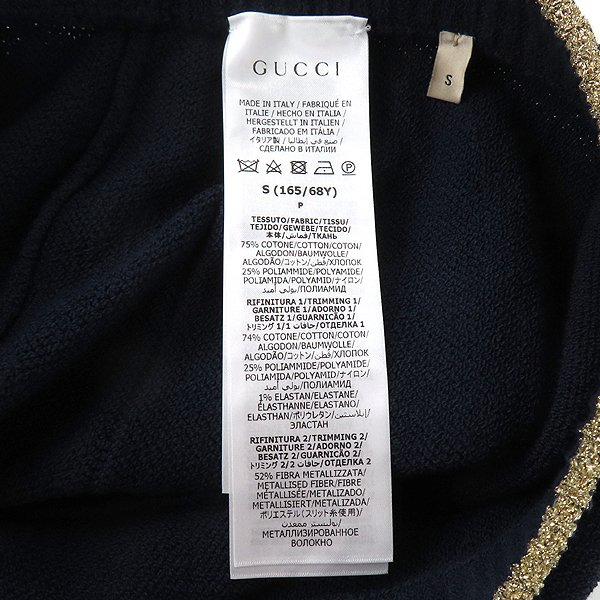 GUCCI
MADE IN ITALY / FABRIQUÉ EN
ITALIE / HECHO EN ITALIA /
HERGESTELLT IN ITALIEN /
FABRICADO EM ITÁLIA /
イタリア製 / صنع في إيطاليا /
СДЕЛАНО В ИТАЛИИ
S (165/68Y)
P
TESSUTO/FABRIC/TISSU/
TEJIDO/GEWEBE/TECIDO/
本体/قماش/ТКАНЬ
75% COTONE/COTTON/COTON/
ALGODON/BAUMWOLLE/
ALGODÃO/コットン/قطن/ХЛОПОК
25% POLIAMMIDE/POLYAMIDE/
POLIAMIDA/POLYAMID/ナイロン/
بولي أميد/ПОЛИАМИД
RIFINITURA 1/TRIMMING 1/
GARNITURE 1/ADORNO 1/
BESATZ 1/GUARNIÇÃO 1/
トリミング 1/حافات 1/ОТДЕЛКА 1
74% COTONE/COTTON/COTON/
ALGODON/BAUMWOLLE/
ALGODÃO/コットン/قطن/ХЛОПОК
25% POLIAMMIDE/POLYAMIDE/
POLIAMIDA/POLYAMID/ナイロン/
بولي أميد/ПОЛИАМИД
1% ELASTAN/ELASTANE/
ÉLASTHANNE/ELASTANO/
ELASTHAN/ポリウレタン/إيلاستين/
ЭЛАСТАН
RIFINITURA 2/TRIMMING 2/
GARNITURE 2/ADORNO 2/
BESATZ 2/GUARNIÇÃO 2/
トリミング 2/حافات 2/ОТДЕЛКА 2
52% FIBRA METALLIZZATA/
METALLISED FIBER/FIBRE
MÉTALLISÉE/METALIZADO/
METALLISIERT/METALIZADO/
ポリエステル(スリット糸使用)/
بوليستر ممعدن/
МЕТАЛЛИЗИРОВАННОЕ
ВОЛОКНО
S